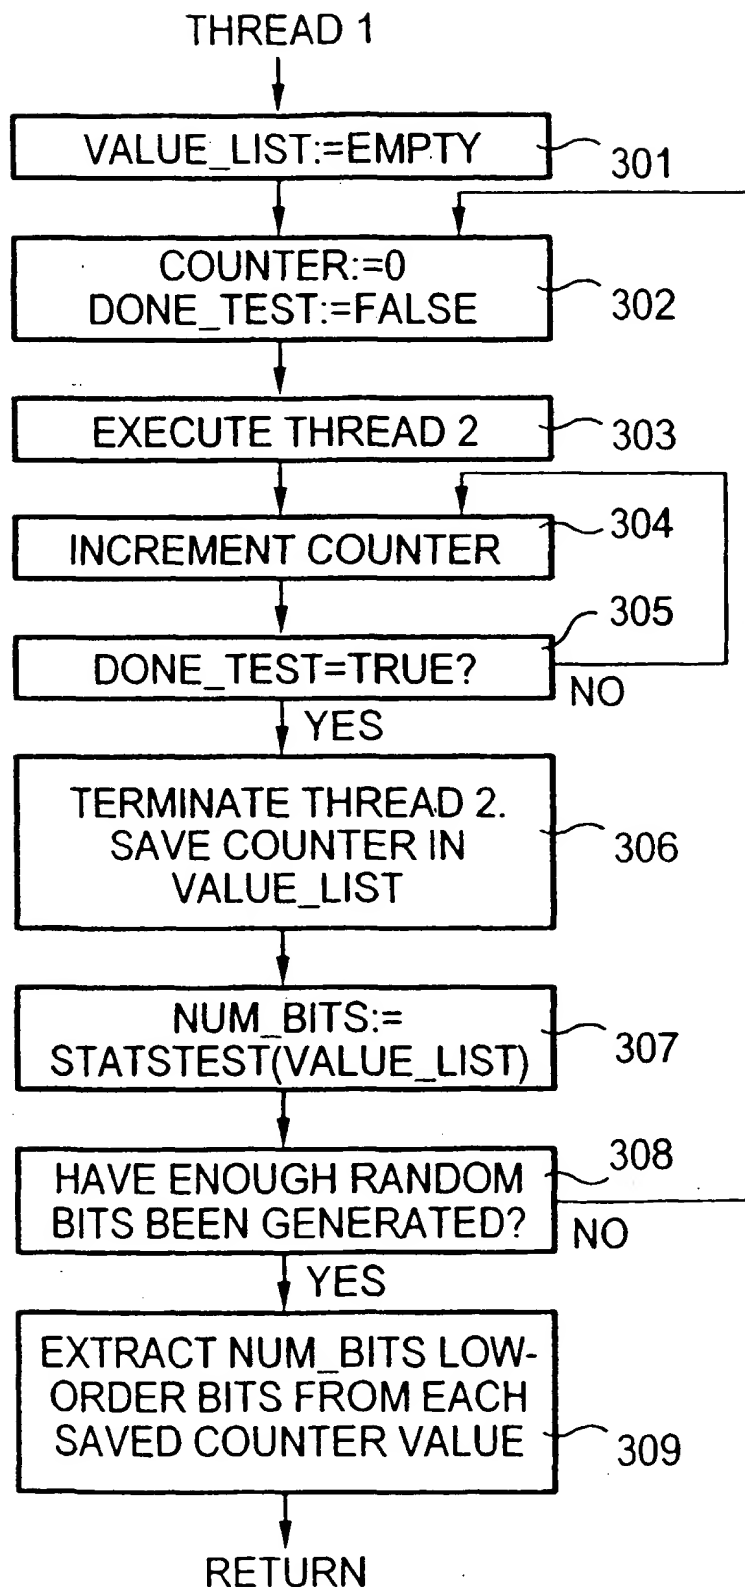 THREAD 1
VALUE_LIST:=EMPTY
301
COUNTER:=0
DONE_TEST:=FALSE
302
EXECUTE THREAD 2
303
INCREMENT COUNTER
304
DONE_TEST=TRUE?
305
NO
YES
TERMINATE THREAD 2.
SAVE COUNTER IN
VALUE_LIST
306
NUM_BITS:=
STATSTEST(VALUE_LIST)
307
HAVE ENOUGH RANDOM
BITS BEEN GENERATED?
308
NO
YES
EXTRACT NUM_BITS LOW-
ORDER BITS FROM EACH
SAVED COUNTER VALUE
309
RETURN